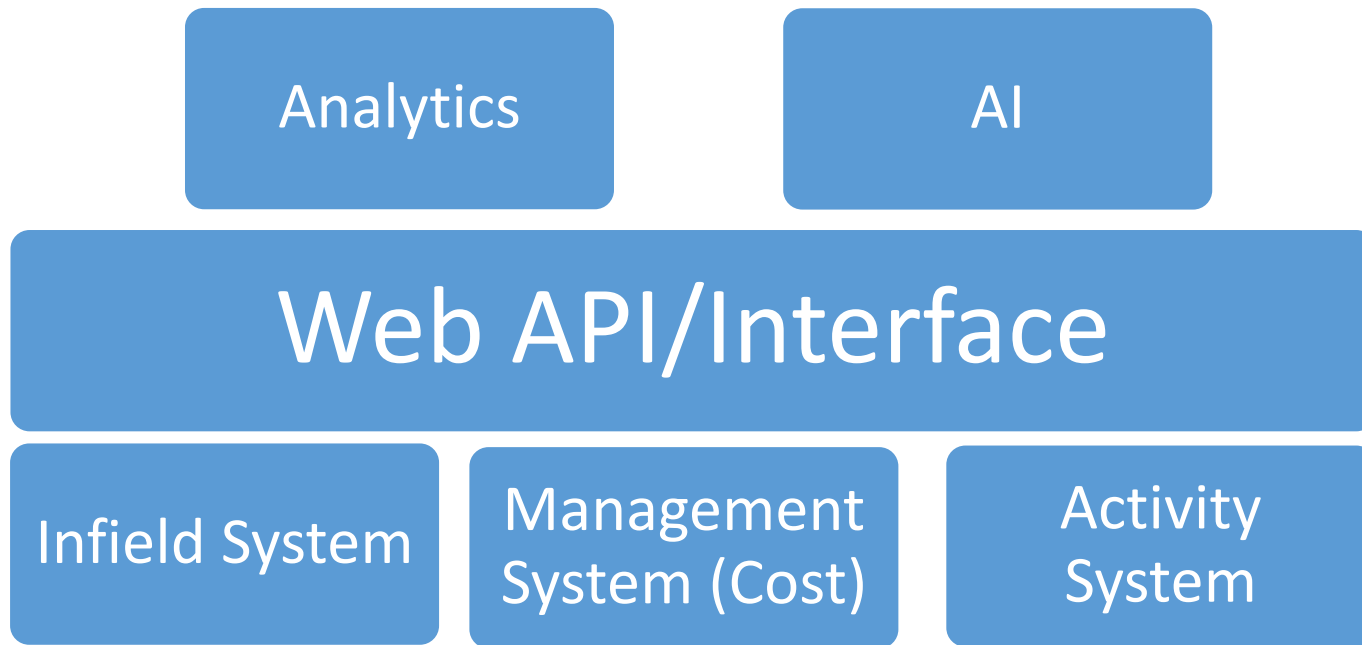 Analytics
AI
Web API/Interface
Infield System
Management
System (Cost)
Activity
System